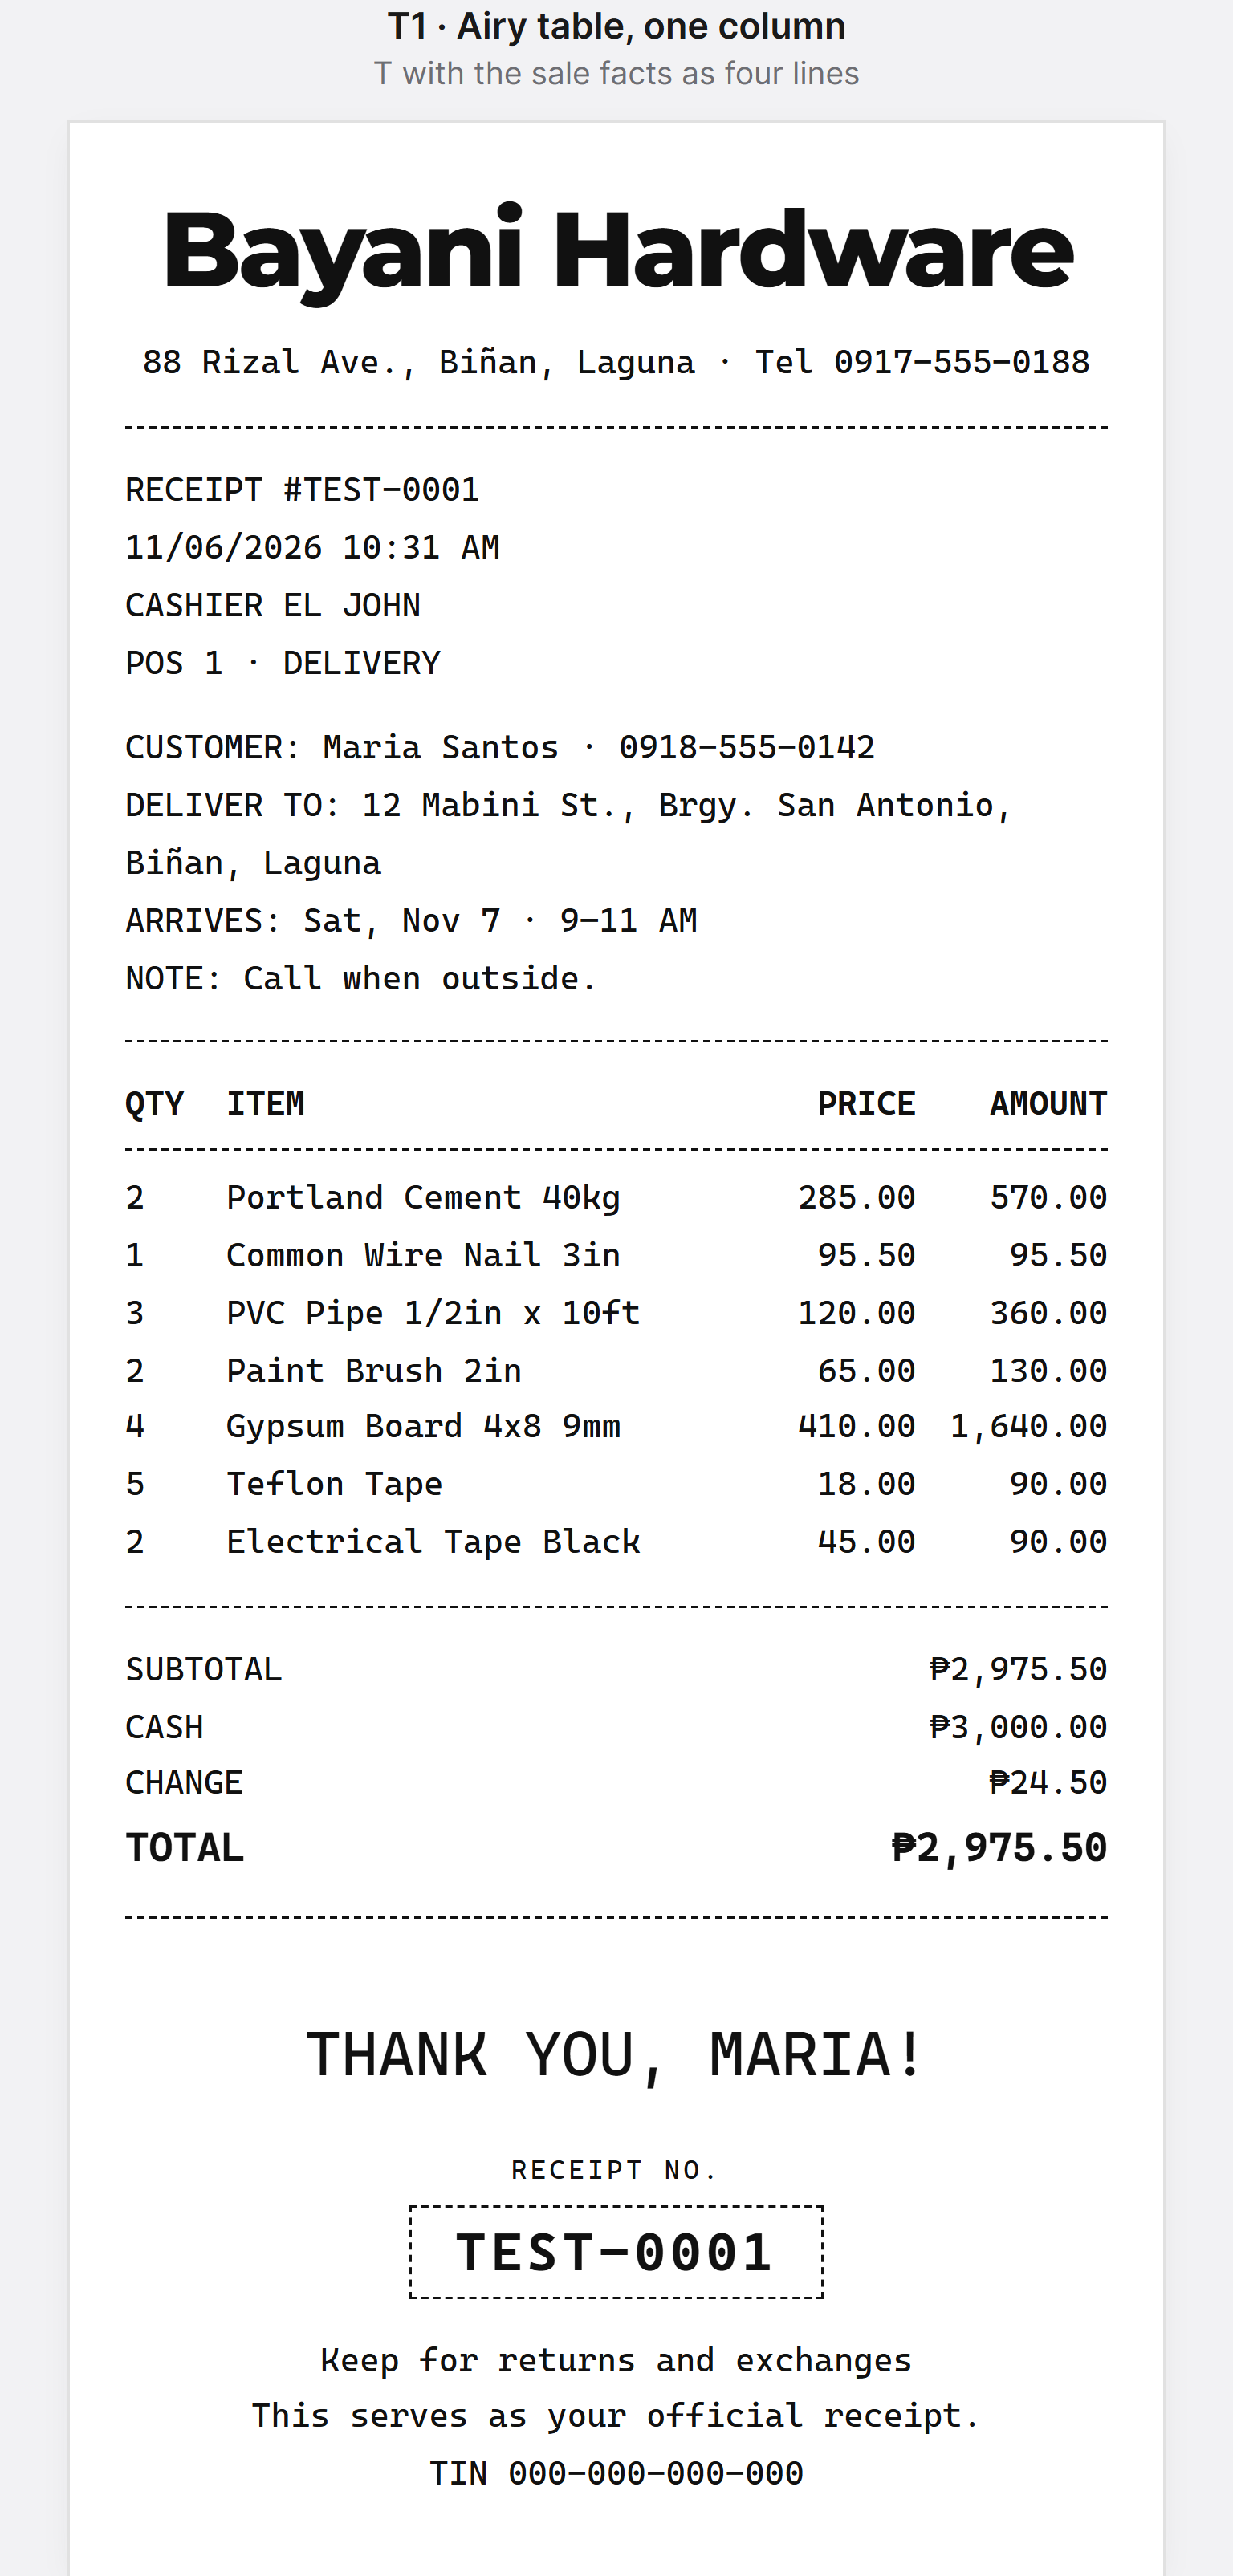 T1 · Airy table, one column
T with the sale facts as four lines
Bayani Hardware
88 Rizal Ave., Biñan, Laguna · Tel 0917-555-0188
RECEIPT #TEST-0001
11/06/2026 10:31 AM
CASHIER EL JOHN
POS 1 · DELIVERY
CUSTOMER: Maria Santos · 0918-555-0142
DELIVER TO: 12 Mabini St., Brgy. San Antonio,
Biñan, Laguna
ARRIVES: Sat, Nov 7 · 9–11 AM
NOTE: Call when outside.
QTY ITEM PRICE AMOUNT
2 Portland Cement 40kg 285.00 570.00
1 Common Wire Nail 3in 95.50 95.50
3 PVC Pipe 1/2in x 10ft 120.00 360.00
2 Paint Brush 2in 65.00 130.00
4 Gypsum Board 4x8 9mm 410.00 1,640.00
5 Teflon Tape 18.00 90.00
2 Electrical Tape Black 45.00 90.00
SUBTOTAL ₱2,975.50
CASH ₱3,000.00
CHANGE ₱24.50
TOTAL ₱2,975.50
THANK YOU, MARIA!
RECEIPT NO.
TEST-0001
Keep for returns and exchanges
This serves as your official receipt.
TIN 000-000-000-000